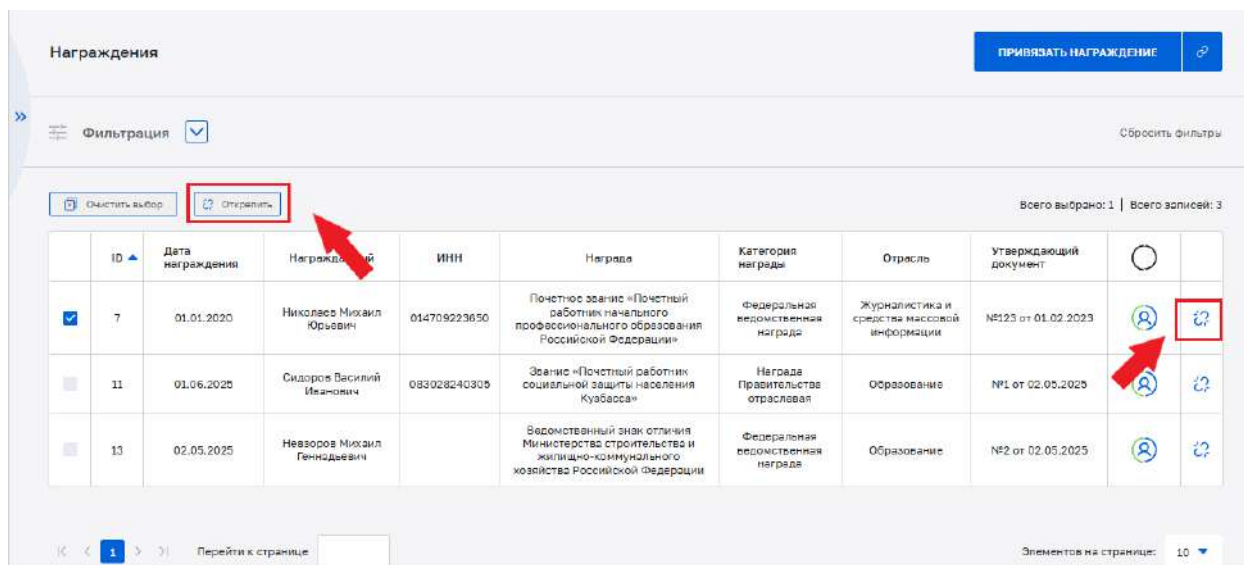 Награждения
ПРИВЯЗАТЬ НАГРАЖДЕНИЕ
Фильтрация
Сбросить фильтры
Очистить выбор
Открепить
Всего выбрано: 1 | Всего записей: 3
ID
Дата
награждения
ИНН
Награда
Категория
награды
Отрасль
Утверждающий
документ
7
01.01.2020
Николаев Михаил
Юрьевич
014709223650
Почетное звание «Почетный
работник начального
профессионального образования
Российской Федерации»
Федеральная
ведомственная
награда
Журналистика и
средства массовой
информации
№123 от 01.02.2023
11
01.06.2025
Сидоров Василий
Иванович
083028240305
Звание «Почетный работник
социальной защиты населения
Кузбасса»
Награда
Правительства
отраслевая
Образование
№1 от 02.05.2025
13
02.05.2025
Невзоров Михаил
Геннадьевич
Ведомственный знак отличия
Министерства строительства и
жилищно-коммунального
хозяйства Российской Федерации
Федеральная
ведомственная
награда
Образование
№2 от 02.05.2025
1
Перейти к странице
Элементов на странице: 10